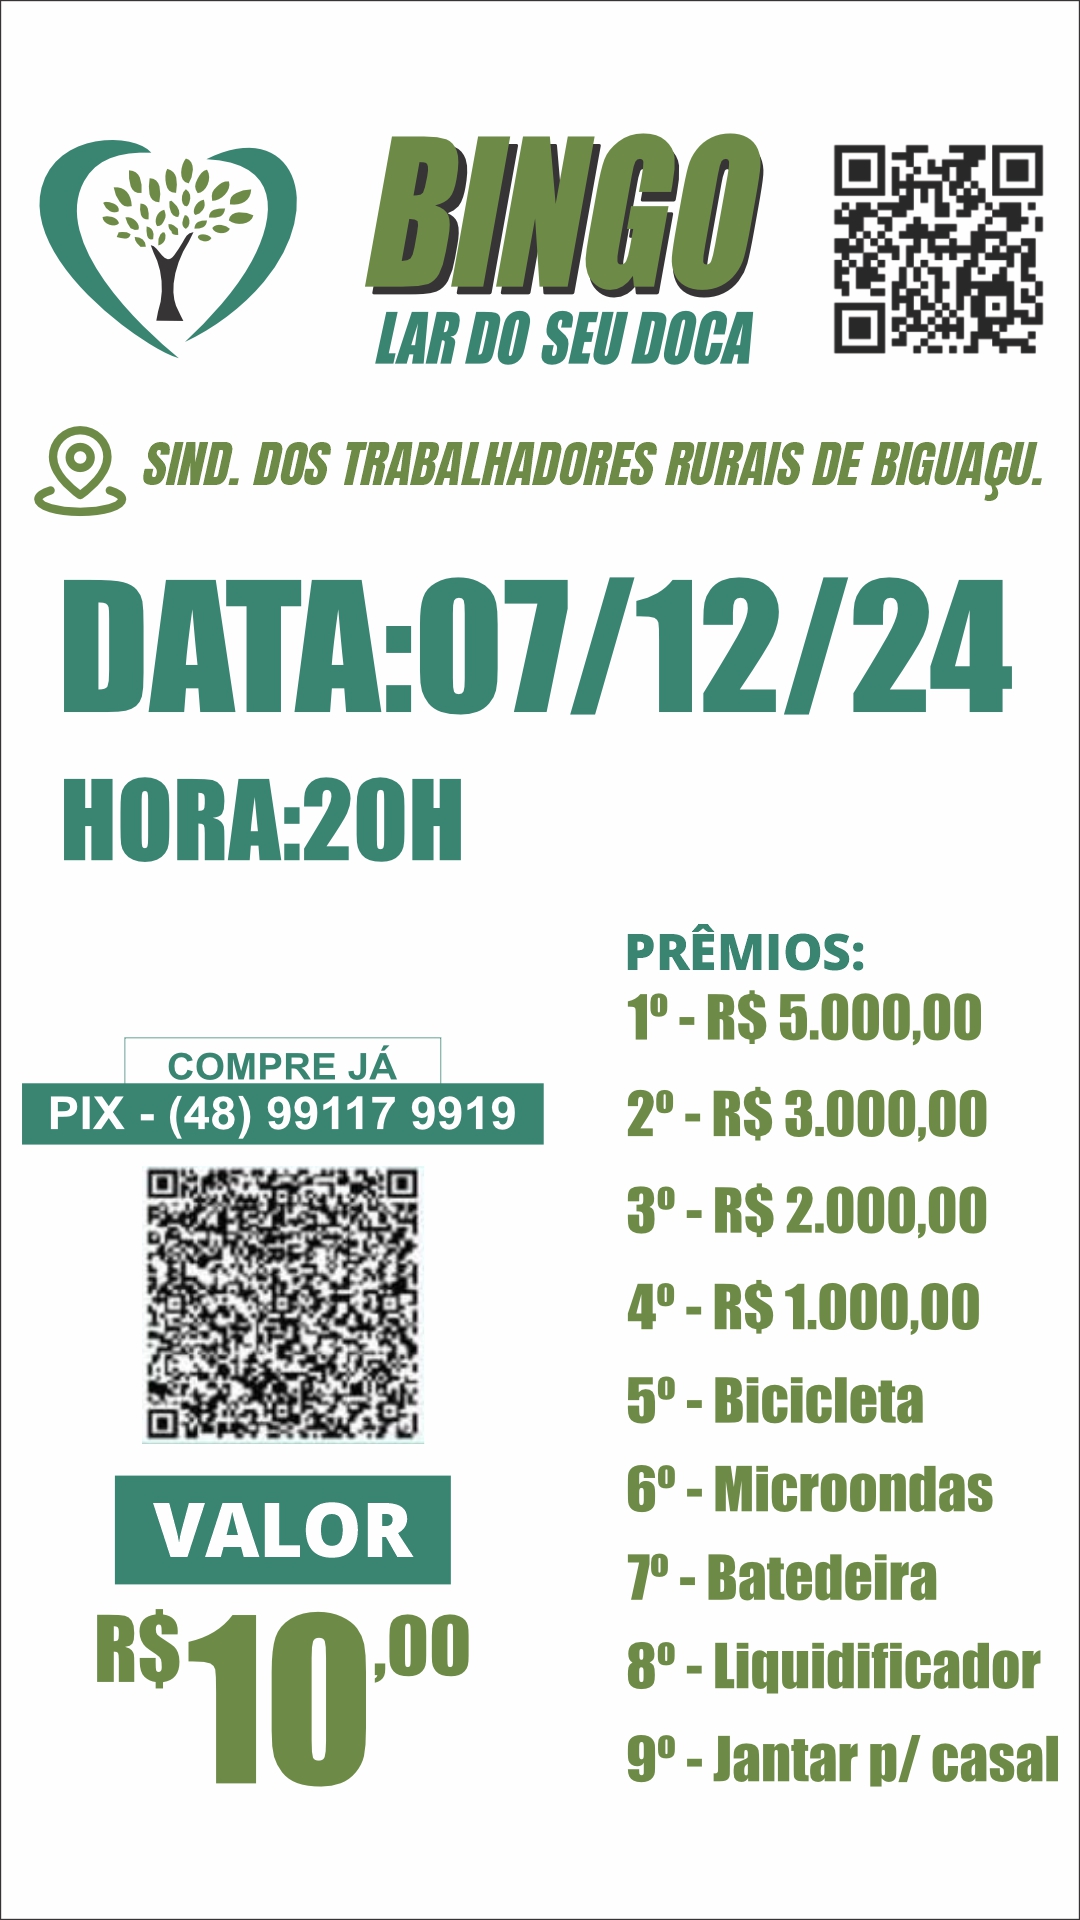 BINGO
LAR DO SEU DOCA
SIND. DOS TRABALHADORES RURAIS DE BIGUAÇU.
DATA:07/12/24
HORA:20H
COMPRE JÁ
PIX - (48) 99117 9919
VALOR
R$10,00
PRÊMIOS:
1º - R$ 5.000,00
2º - R$ 3.000,00
3º - R$ 2.000,00
4º - R$ 1.000,00
5º - Bicicleta
6º - Microondas
7º - Batedeira
8º - Liquidificador
9º - Jantar p/ casal